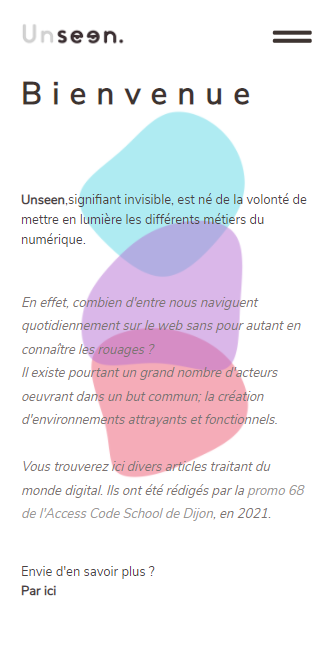 Unseen.
Bienvenue
Unseen,signifiant invisible, est né de la volonté de
mettre en lumière les différents métiers du
numérique.
En effet, combien d'entre nous naviguent
quotidiennement sur le web sans pour autant en
connaître les rouages ?
Il existe pourtant un grand nombre d'acteurs
oeuvrant dans un but commun; la création
d'environnements attrayants et fonctionnels.
Vous trouverez ici divers articles traitant du
monde digital. Ils ont été rédigés par la promo 68
de l'Access Code School de Dijon, en 2021.
Envie d'en savoir plus ?
Par ici